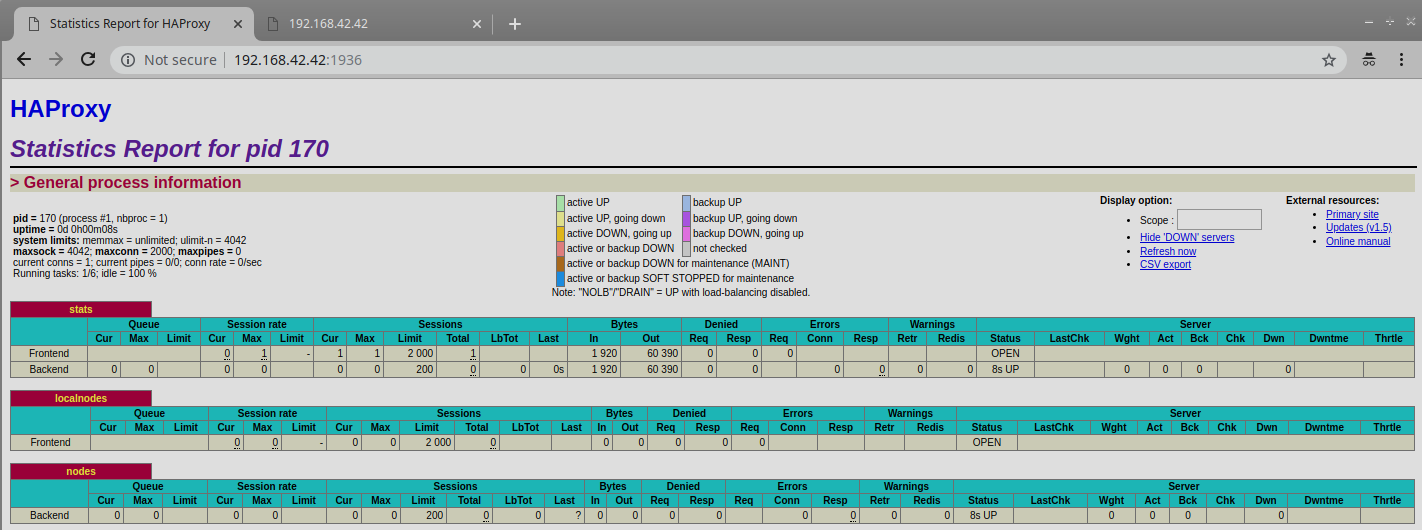 Statistics Report for HAProxy
192.168.42.42
Not secure 192.168.42.42:1936
HAProxy
Statistics Report for pid 170
> General process information
pid = 170 (process #1, nbproc = 1)
uptime = 0d 0h00m08s
system limits: memmax = unlimited; ulimit-n = 4042
maxsock = 4042; maxconn = 2000; maxpipes = 0
current conns = 1; current pipes = 0/0; conn rate = 0/sec
Running tasks: 1/6; idle = 100 %
active UP backup UP
active UP, going down backup UP, going down
active DOWN, going up backup DOWN, going up
active or backup DOWN not checked
active or backup DOWN for maintenance (MAINT)
active or backup SOFT STOPPED for maintenance
Note: "NOLB"/"DRAIN" = UP with load-balancing disabled.
Display option:
• Scope :
• Hide 'DOWN' servers
• Refresh now
• CSV export
External resources:
• Primary site
• Updates (v1.5)
• Online manual
stats
Queue Session rate Sessions Bytes Denied Errors Warnings Server
Cur Max Limit Cur Max Limit Cur Max Limit Total LbTot Last In Out Req Resp Req Conn Resp Retr Redis Status LastChk Wght Act Bck Chk Dwn Dwntme Thrtle
Frontend 0 1 - 1 1 2 000 1 1 920 60 390 0 0 0 OPEN
Backend 0 0 0 0 0 0 200 0 0 0s 1 920 60 390 0 0 0 0 0 0 8s UP 0 0 0 0
localnodes
Queue Session rate Sessions Bytes Denied Errors Warnings Server
Cur Max Limit Cur Max Limit Cur Max Limit Total LbTot Last In Out Req Resp Req Conn Resp Retr Redis Status LastChk Wght Act Bck Chk Dwn Dwntme Thrtle
Frontend 0 0 - 0 0 2 000 0 0 0 0 0 0 OPEN
nodes
Queue Session rate Sessions Bytes Denied Errors Warnings Server
Cur Max Limit Cur Max Limit Cur Max Limit Total LbTot Last In Out Req Resp Req Conn Resp Retr Redis Status LastChk Wght Act Bck Chk Dwn Dwntme Thrtle
Backend 0 0 0 0 0 0 200 0 0 ? 0 0 0 0 0 0 0 0 8s UP 0 0 0 0